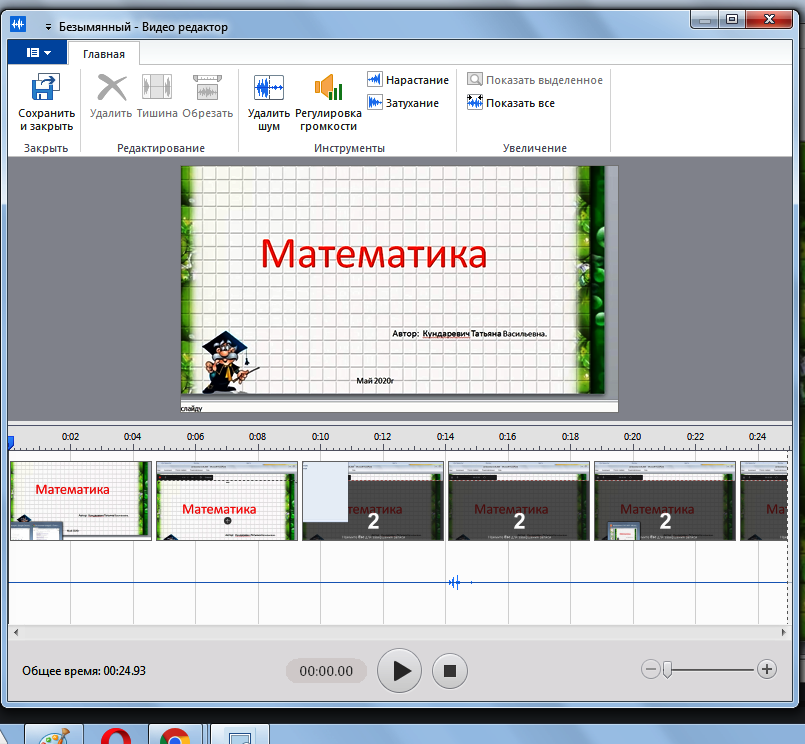 Безымянный - Видео редактор
Главная
Сохранить и закрыть
Удалить
Тишина
Обрезать
Удалить шум
Регулировка громкости
Нарастание
Затухание
Показать выделенное
Показать все
Закрыть
Редактирование
Инструменты
Увеличение
Математика
Автор: Кундаревич Татьяна Васильевна.
Май 2020г
слайду
0:02 0:04 0:06 0:08 0:10 0:12 0:14 0:16 0:18 0:20 0:22 0:24
Математика
Математика
2
Математика
2
Математика
2
Общее время: 00:24.93
00:00.00